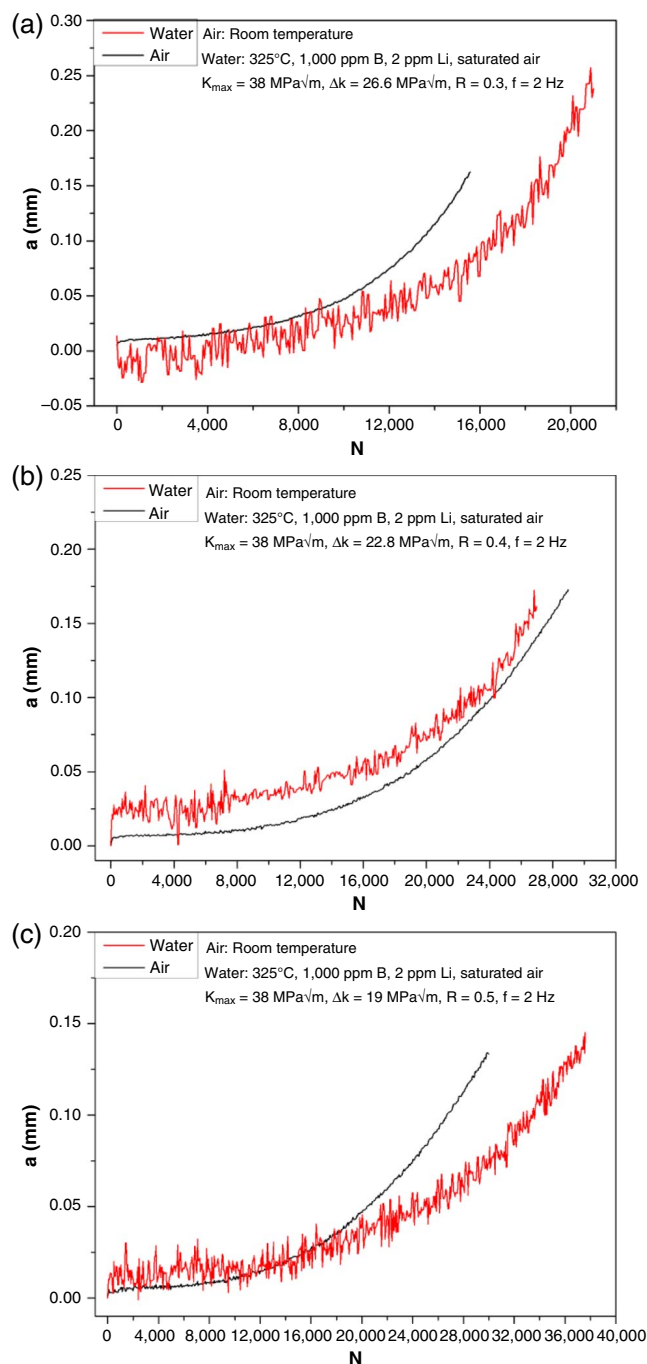 (a)
0.30
Water
Air: Room temperature
Air
Water: 325°C, 1,000 ppm B, 2 ppm Li, saturated air
0.25
Kmax = 38 MPa√m, Δk = 26.6 MPa√m, R = 0.3, f = 2 Hz
0.20
0.15
a (mm)
0.10
0.05
0.00
−0.05
0 4,000 8,000 12,000 16,000 20,000
N
(b)
0.25
Water
Air: Room temperature
Air
Water: 325°C, 1,000 ppm B, 2 ppm Li, saturated air
Kmax = 38 MPa√m, Δk = 22.8 MPa√m, R = 0.4, f = 2 Hz
0.20
0.15
a (mm)
0.10
0.05
0.00
0 4,000 8,000 12,000 16,000 20,000 24,000 28,000 32,000
N
(c)
0.20
Water
Air: Room temperature
Air
Water: 325°C, 1,000 ppm B, 2 ppm Li, saturated air
Kmax = 38 MPa√m, Δk = 19 MPa√m, R = 0.5, f = 2 Hz
0.15
a (mm)
0.10
0.05
0.00
0 4,000 8,000 12,000 16,000 20,000 24,000 28,000 32,000 36,000 40,000
N